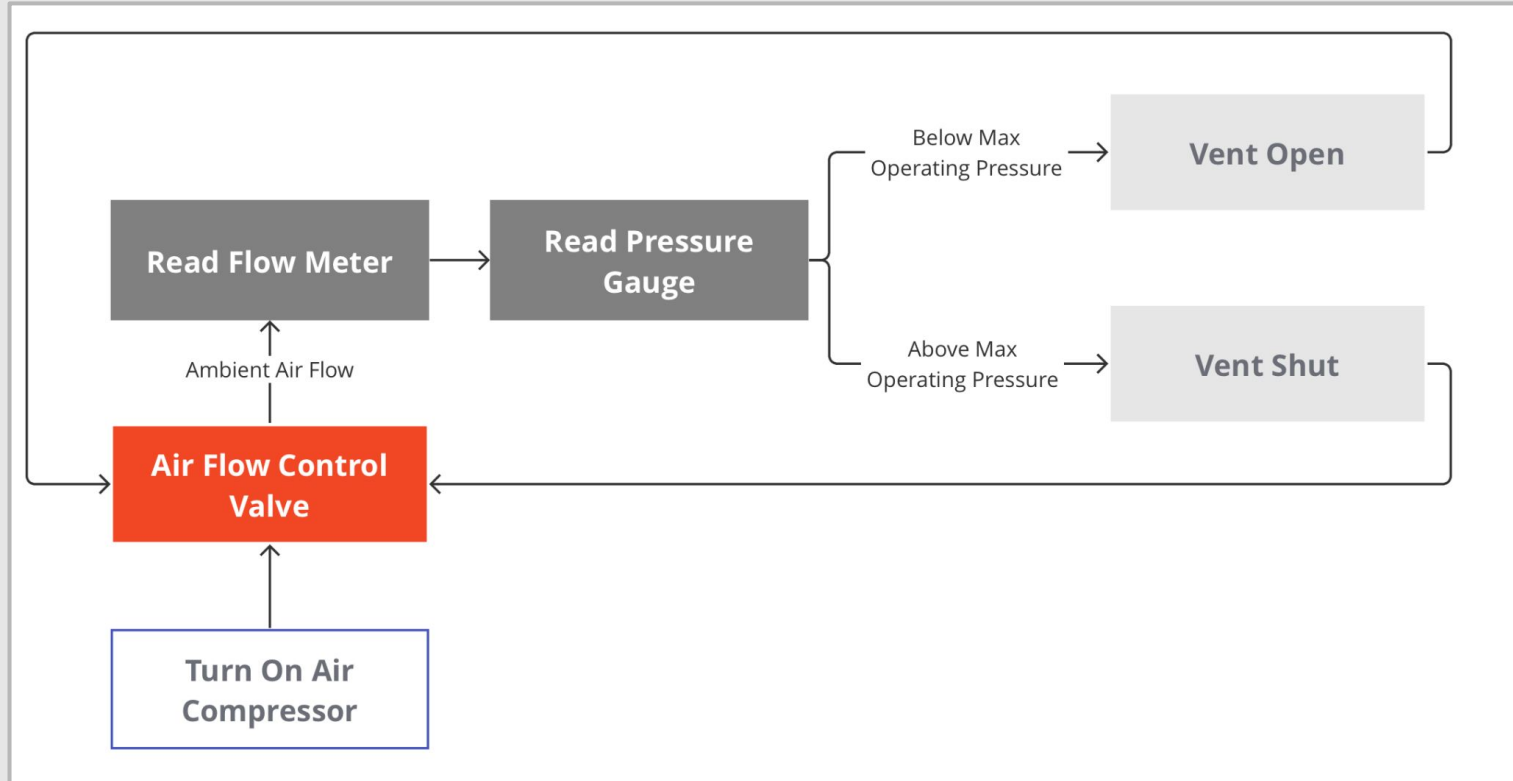 Below Max
Operating Pressure
Vent Open
Read Flow Meter
Read Pressure
Gauge
Above Max
Operating Pressure
Vent Shut
Ambient Air Flow
Air Flow Control
Valve
Turn On Air
Compressor